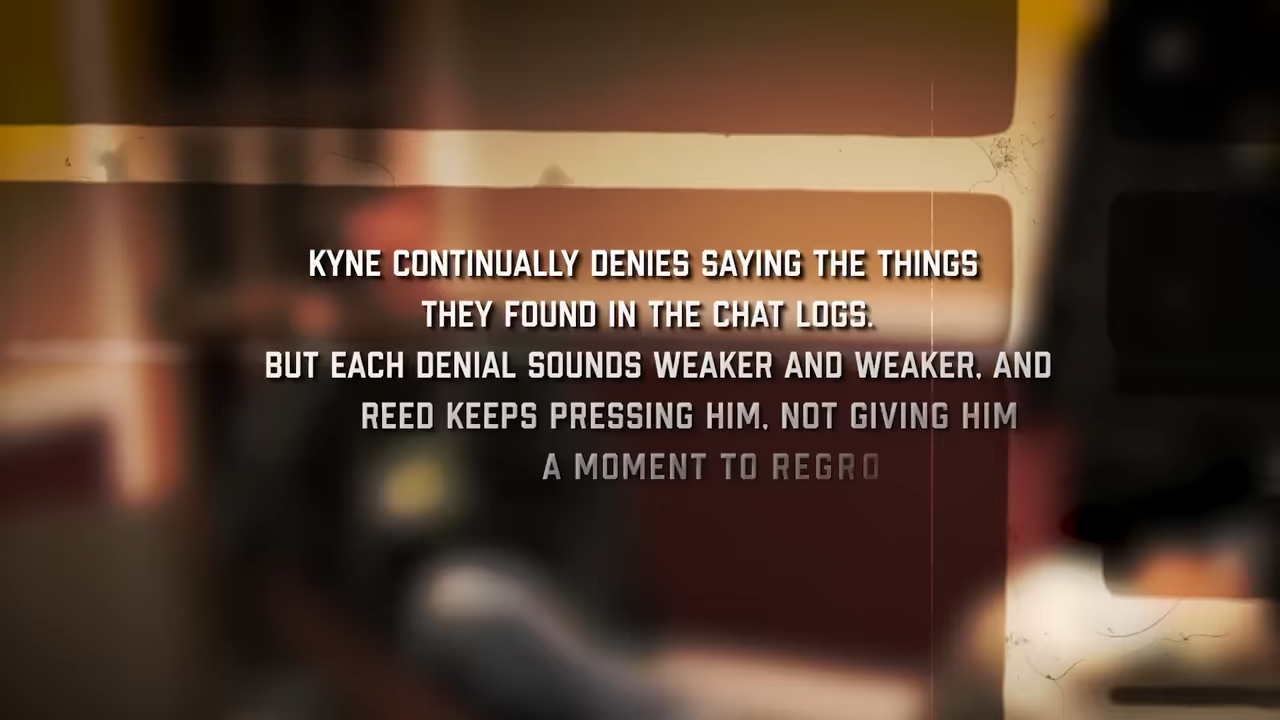 KYNE CONTINUALLY DENIES SAYING THE THINGS
THEY FOUND IN THE CHAT LOGS.
BUT EACH DENIAL SOUNDS WEAKER AND WEAKER, AND
REED KEEPS PRESSING HIM, NOT GIVING HIM
A MOMENT TO REGRO